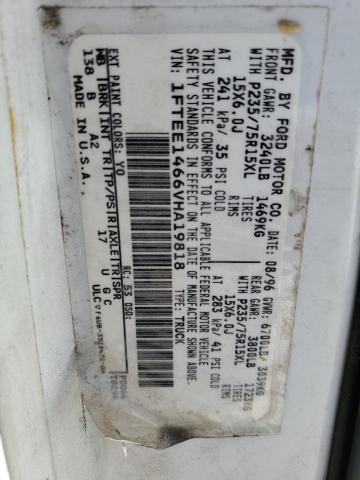 MFD. BY FORD MOTOR CO.
DATE: 08/96 GVWR: 6700LB/ 3039KG
FRONT GAWR: 3240LB 1469KG REAR GAWR: 3800LB 1723KG
WITH P235/75R15XL TIRES WITH P235/75R15XL TIRES
15X6.0J RIMS 15X6.0J RIMS
AT 241 kPa/ 35 PSI COLD AT 283 kPa/ 41 PSI COLD
THIS VEHICLE CONFORMS TO ALL APPLICABLE FEDERAL MOTOR VEHICLE
SAFETY STANDARDS IN EFFECT ON THE DATE OF MANUFACTURE SHOWN ABOVE
1FTEE1466VHA19818
TYPE: TRUCK
EXT PAINT COLORS: YO RC: 53 DSO:
WB BRK INT TR TP/PS R AXLE TR SPR
138 B A2 17 U G C
MADE IN U.S.A.